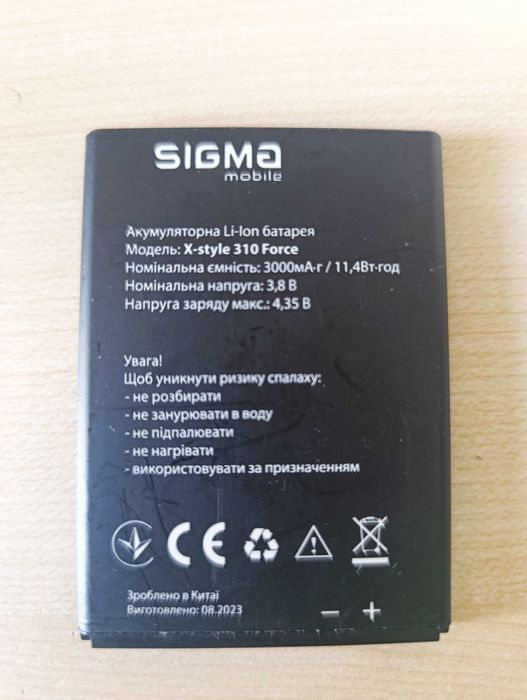 SIGMA
mobile
Акумуляторна Li-Ion батарея
Модель: X-style 310 Force
Номінальна ємність: 3000мА·г / 11,4Вт·год
Номінальна напруга: 3,8 В
Напруга заряду макс.: 4,35 В
Увага!
Щоб уникнути ризику спалаху:
- не розбирати
- не занурювати в воду
- не підпалювати
- не нагрівати
- використовувати за призначенням
CE
Зроблено в Китаї
Виготовлено: 08.2023
− +